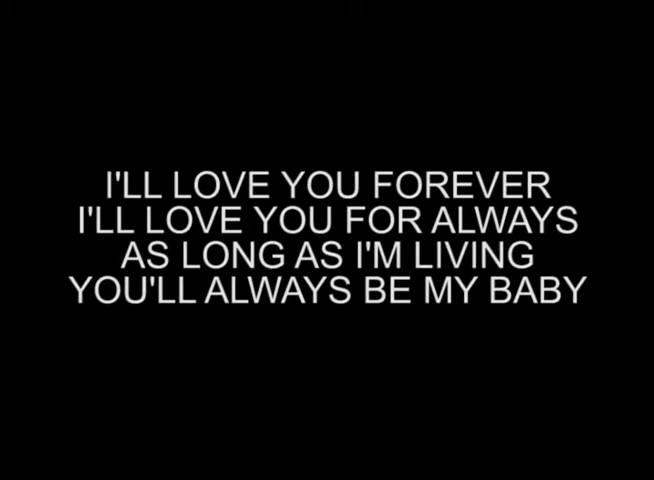 I'LL LOVE YOU FOREVER
I'LL LOVE YOU FOR ALWAYS
AS LONG AS I'M LIVING
YOU'LL ALWAYS BE MY BABY